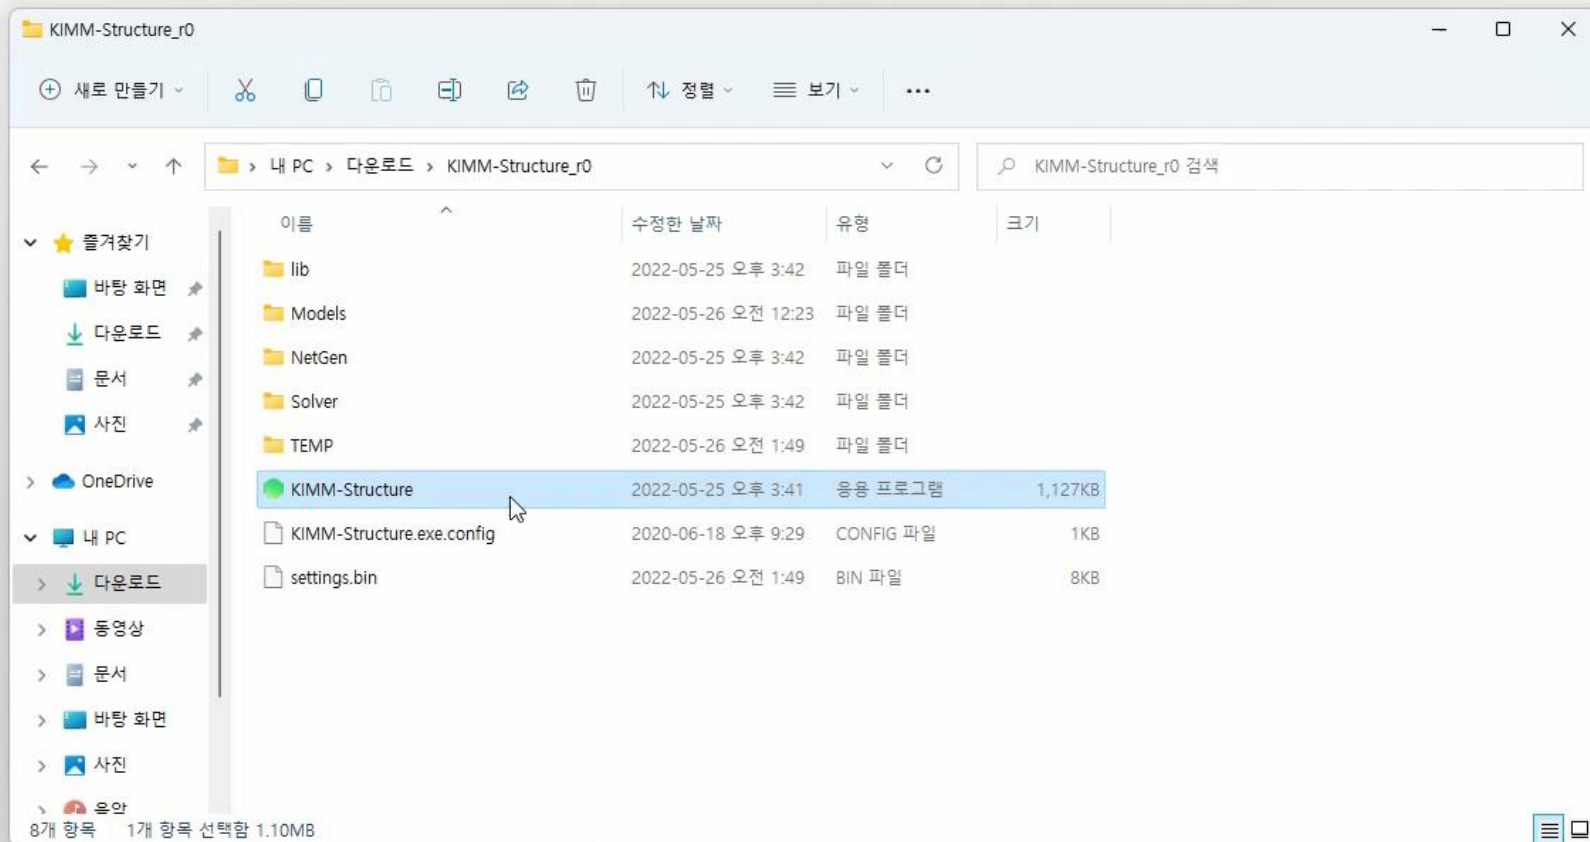 KIMM-Structure_r0
새로 만들기
정렬
보기
내 PC > 다운로드 > KIMM-Structure_r0
KIMM-Structure_r0 검색
이름 수정한 날짜 유형 크기
lib 2022-05-25 오후 3:42 파일 폴더
Models 2022-05-26 오전 12:23 파일 폴더
NetGen 2022-05-25 오후 3:42 파일 폴더
Solver 2022-05-25 오후 3:42 파일 폴더
TEMP 2022-05-26 오전 1:49 파일 폴더
KIMM-Structure 2022-05-25 오후 3:41 응용 프로그램 1,127KB
KIMM-Structure.exe.config 2020-06-18 오후 9:29 CONFIG 파일 1KB
settings.bin 2022-05-26 오전 1:49 BIN 파일 8KB
즐겨찾기
바탕 화면
다운로드
문서
사진
OneDrive
내 PC
다운로드
동영상
문서
바탕 화면
사진
음악
8개 항목 1개 항목 선택함 1.10MB